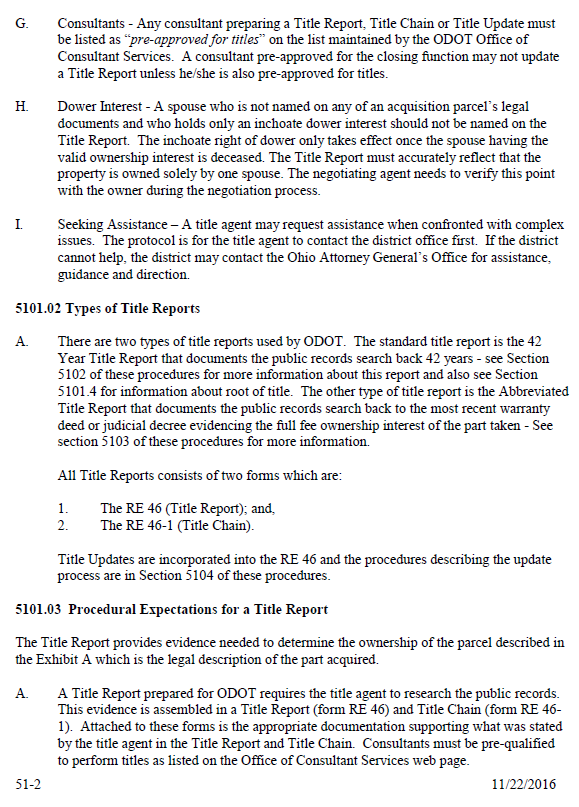 G. Consultants - Any consultant preparing a Title Report, Title Chain or Title Update must
be listed as “pre-approved for titles” on the list maintained by the ODOT Office of
Consultant Services. A consultant pre-approved for the closing function may not update
a Title Report unless he/she is also pre-approved for titles.
H. Dower Interest - A spouse who is not named on any of an acquisition parcel’s legal
documents and who holds only an inchoate dower interest should not be named on the
Title Report. The inchoate right of dower only takes effect once the spouse having the
valid ownership interest is deceased. The Title Report must accurately reflect that the
property is owned solely by one spouse. The negotiating agent needs to verify this point
with the owner during the negotiation process.
I. Seeking Assistance – A title agent may request assistance when confronted with complex
issues. The protocol is for the title agent to contact the district office first. If the district
cannot help, the district may contact the Ohio Attorney General’s Office for assistance,
guidance and direction.
5101.02 Types of Title Reports
A. There are two types of title reports used by ODOT. The standard title report is the 42
Year Title Report that documents the public records search back 42 years - see Section
5102 of these procedures for more information about this report and also see Section
5101.4 for information about root of title. The other type of title report is the Abbreviated
Title Report that documents the public records search back to the most recent warranty
deed or judicial decree evidencing the full fee ownership interest of the part taken - See
section 5103 of these procedures for more information.
All Title Reports consists of two forms which are:
1. The RE 46 (Title Report); and,
2. The RE 46-1 (Title Chain).
Title Updates are incorporated into the RE 46 and the procedures describing the update
process are in Section 5104 of these procedures.
5101.03 Procedural Expectations for a Title Report
The Title Report provides evidence needed to determine the ownership of the parcel described in
the Exhibit A which is the legal description of the part acquired.
A. A Title Report prepared for ODOT requires the title agent to research the public records.
This evidence is assembled in a Title Report (form RE 46) and Title Chain (form RE 46-
1). Attached to these forms is the appropriate documentation supporting what was stated
by the title agent in the Title Report and Title Chain. Consultants must be pre-qualified
to perform titles as listed on the Office of Consultant Services web page.
51-2 11/22/2016